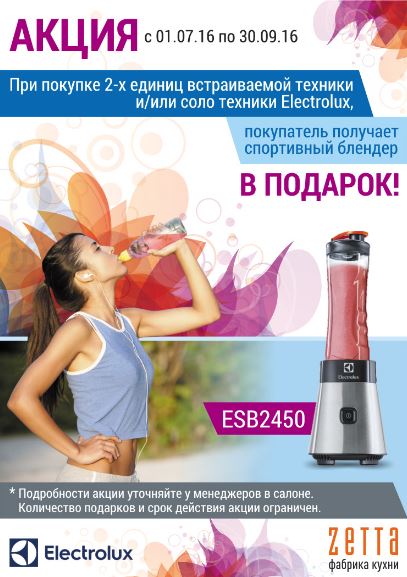 АКЦИЯ с 01.07.16 по 30.09.16
При покупке 2-х единиц встраиваемой техники
и/или соло техники Electrolux,
покупатель получает
спортивный блендер
В ПОДАРОК!
Electrolux
ESB2450
* Подробности акции уточняйте у менеджеров в салоне.
Количество подарков и срок действия акции ограничен.
Electrolux
zетта
фабрика кухни